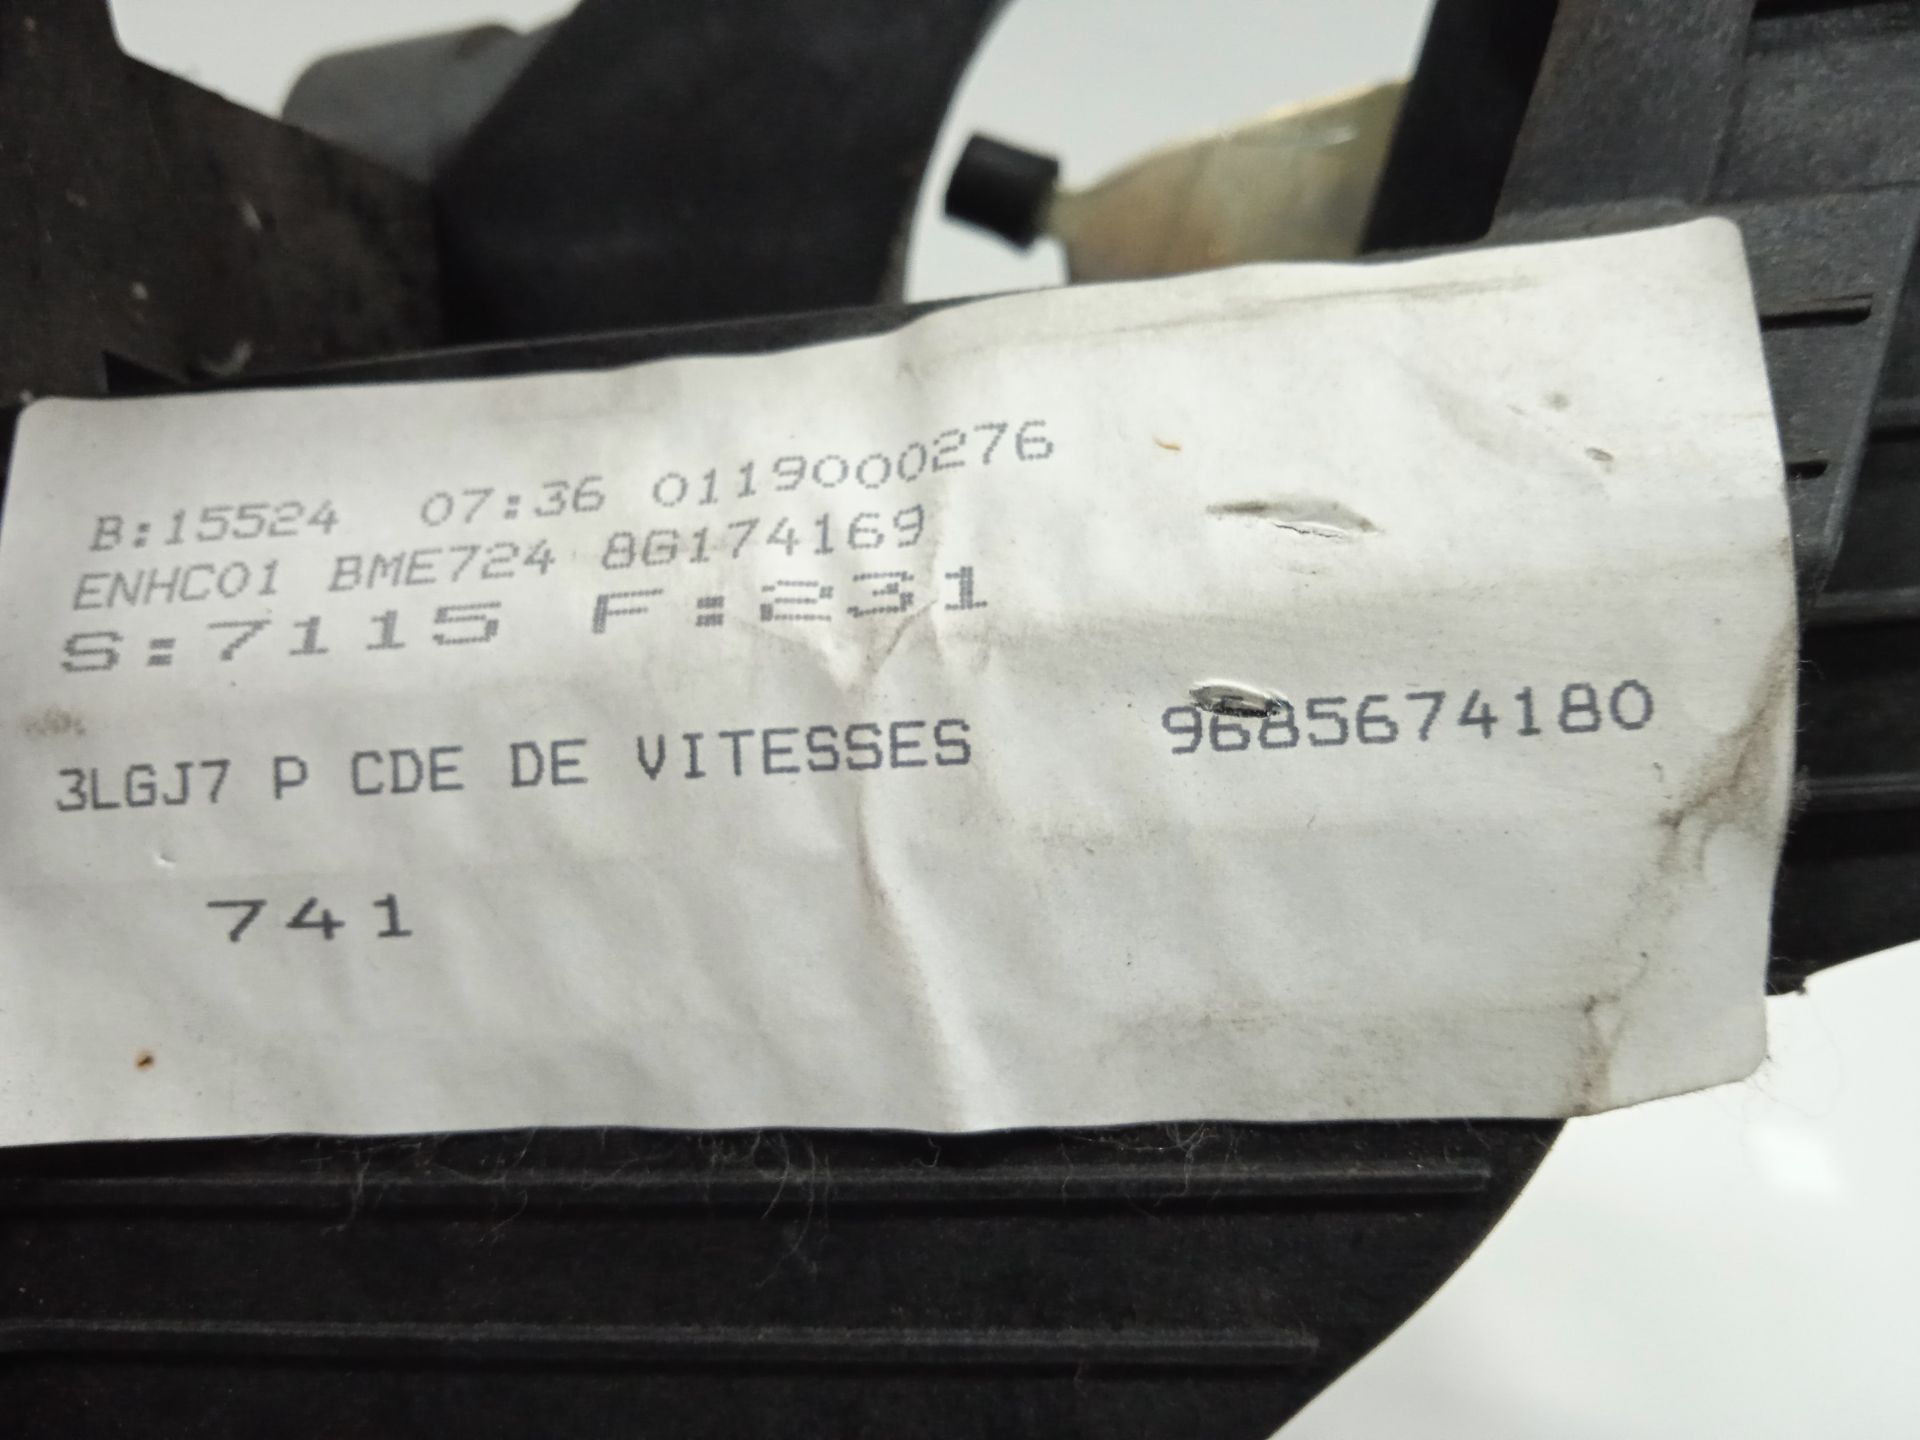 B:15524 07:36 0119000276
ENHC01 BME724 8G174169
S:7115 F:231
3LGJ7 P CDE DE VITESSES 9685674180
741